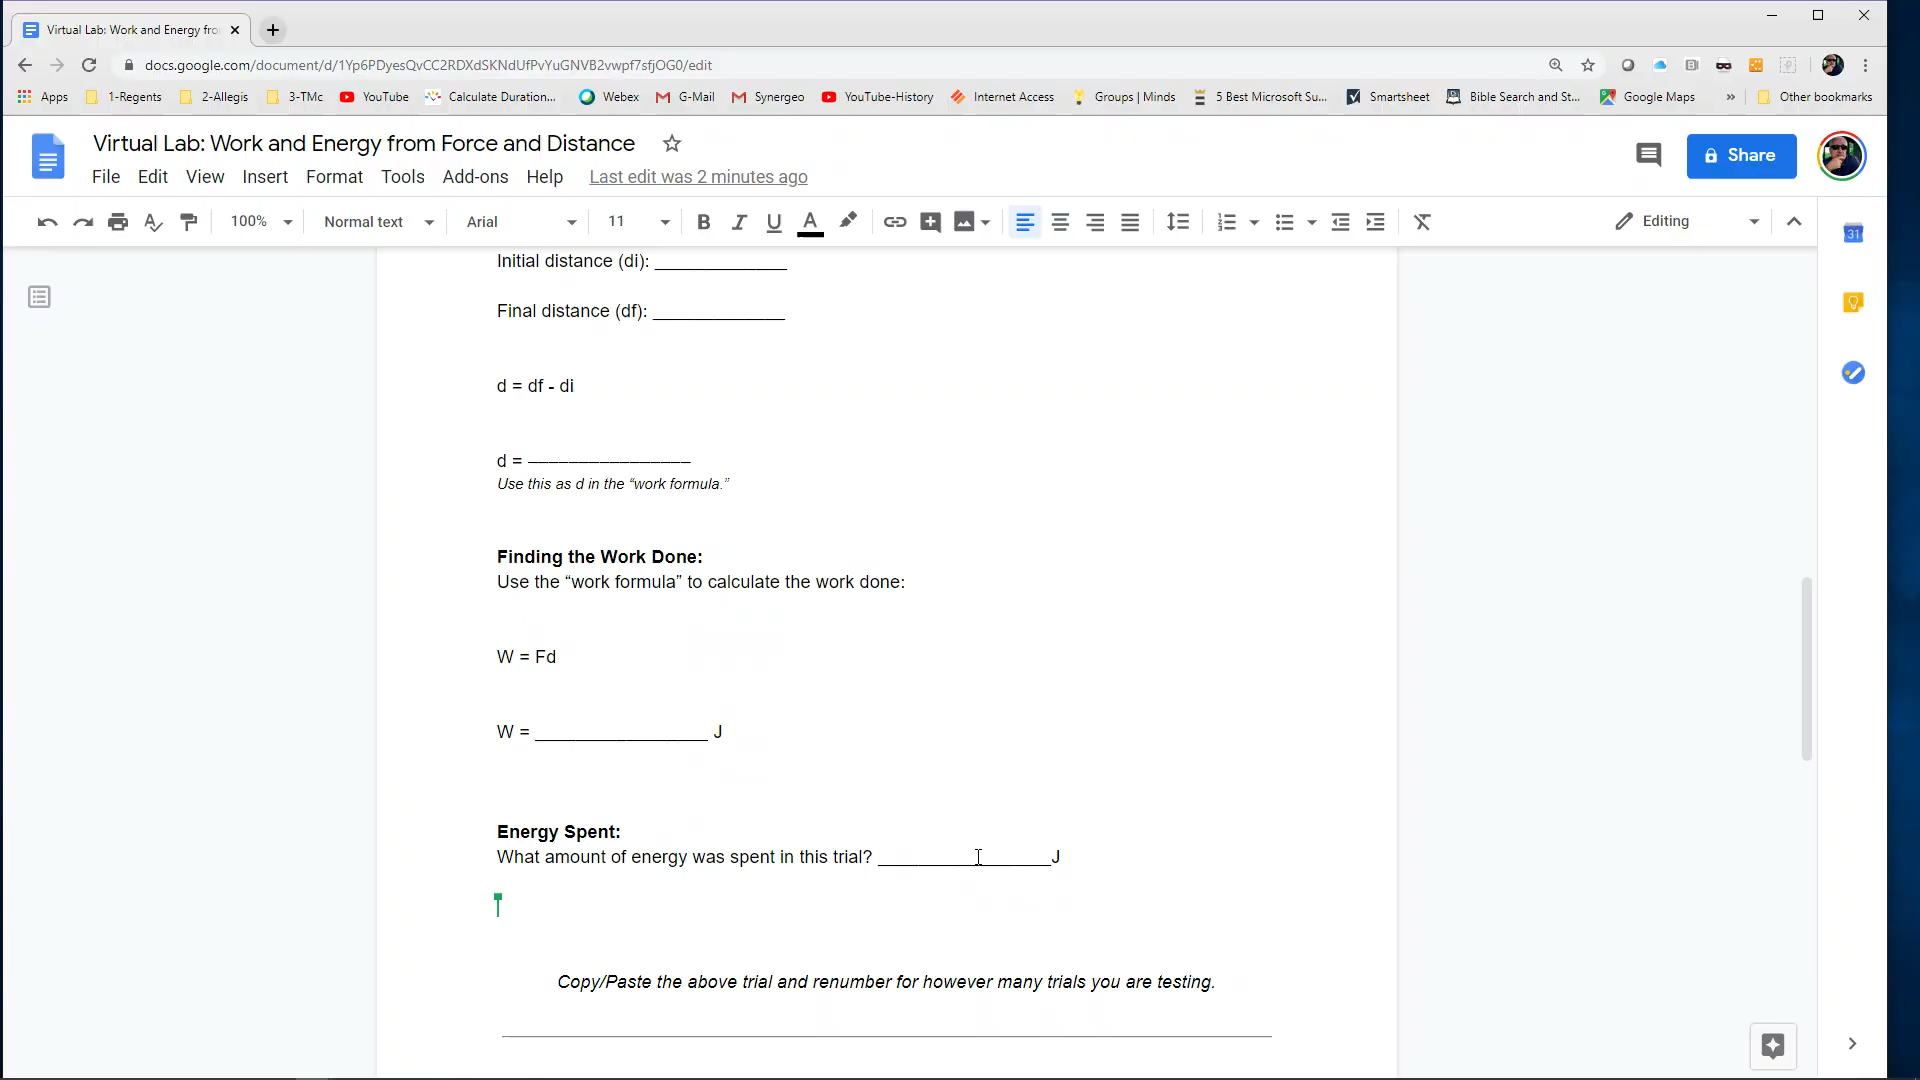 Virtual Lab: Work and Energy fro
docs.google.com/document/d/1Yp6PDyesQvCC2RDXdSKNdUfPvYuGNVB2vwpf7sfjOG0/edit
Apps 1-Regents 2-Allegis 3-TMc YouTube Calculate Duration... Webex G-Mail Synergeo YouTube-History Internet Access Groups | Minds 5 Best Microsoft Su... Smartsheet Bible Search and St... Google Maps » Other bookmarks
Virtual Lab: Work and Energy from Force and Distance
Share
File Edit View Insert Format Tools Add-ons Help Last edit was 2 minutes ago
100% Normal text Arial 11 B I U A Editing
31
Initial distance (di): _____________
Final distance (df): _____________
d = df - di
d = ________________
Use this as d in the “work formula.”
Finding the Work Done:
Use the “work formula” to calculate the work done:
W = Fd
W = _________________ J
Energy Spent:
What amount of energy was spent in this trial? _________________J
Copy/Paste the above trial and renumber for however many trials you are testing.